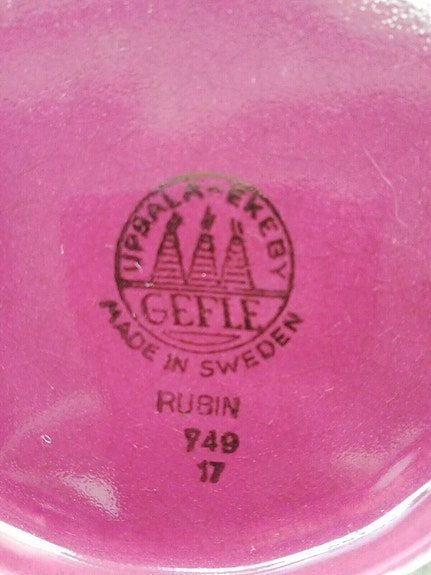 UPSALA-EKEBY
GEFLE
MADE IN SWEDEN
RUBIN
749
17